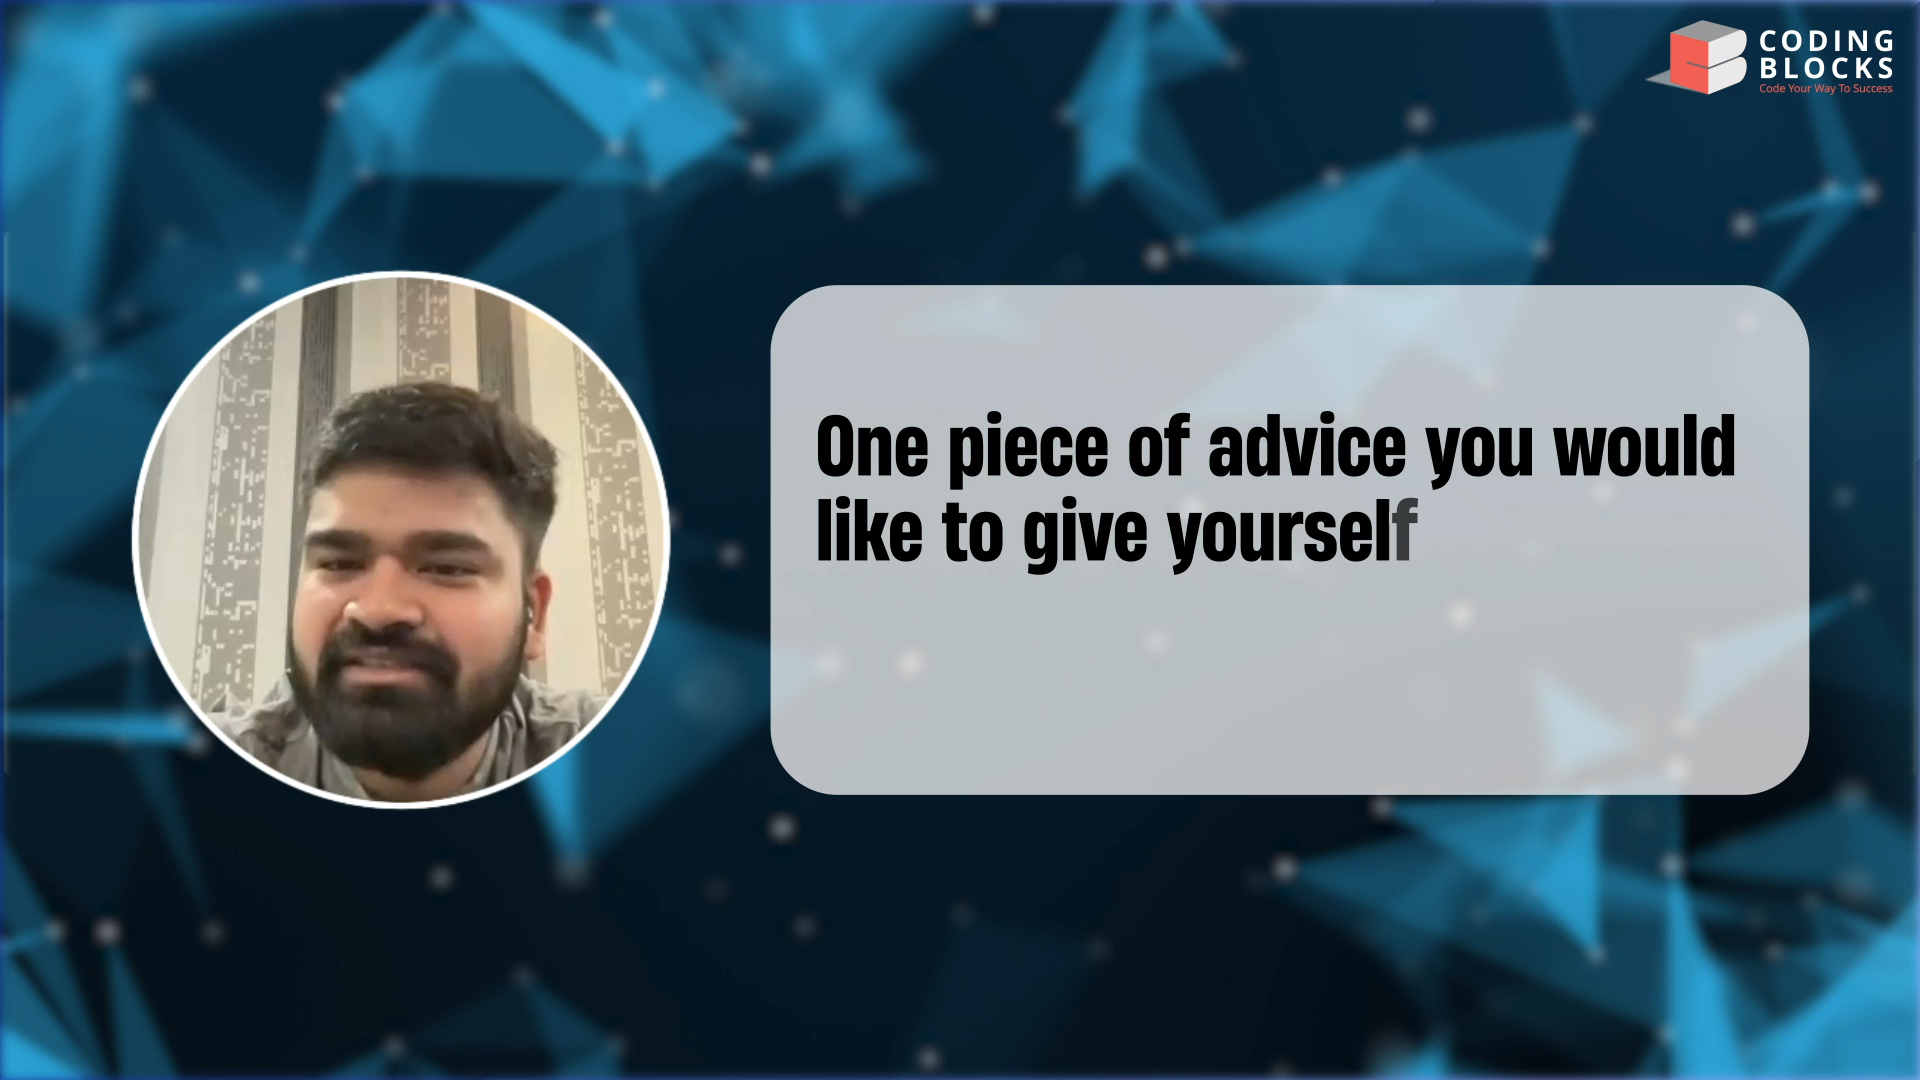 CODING
BLOCKS
Code Your Way To Success
One piece of advice you would
like to give yourself